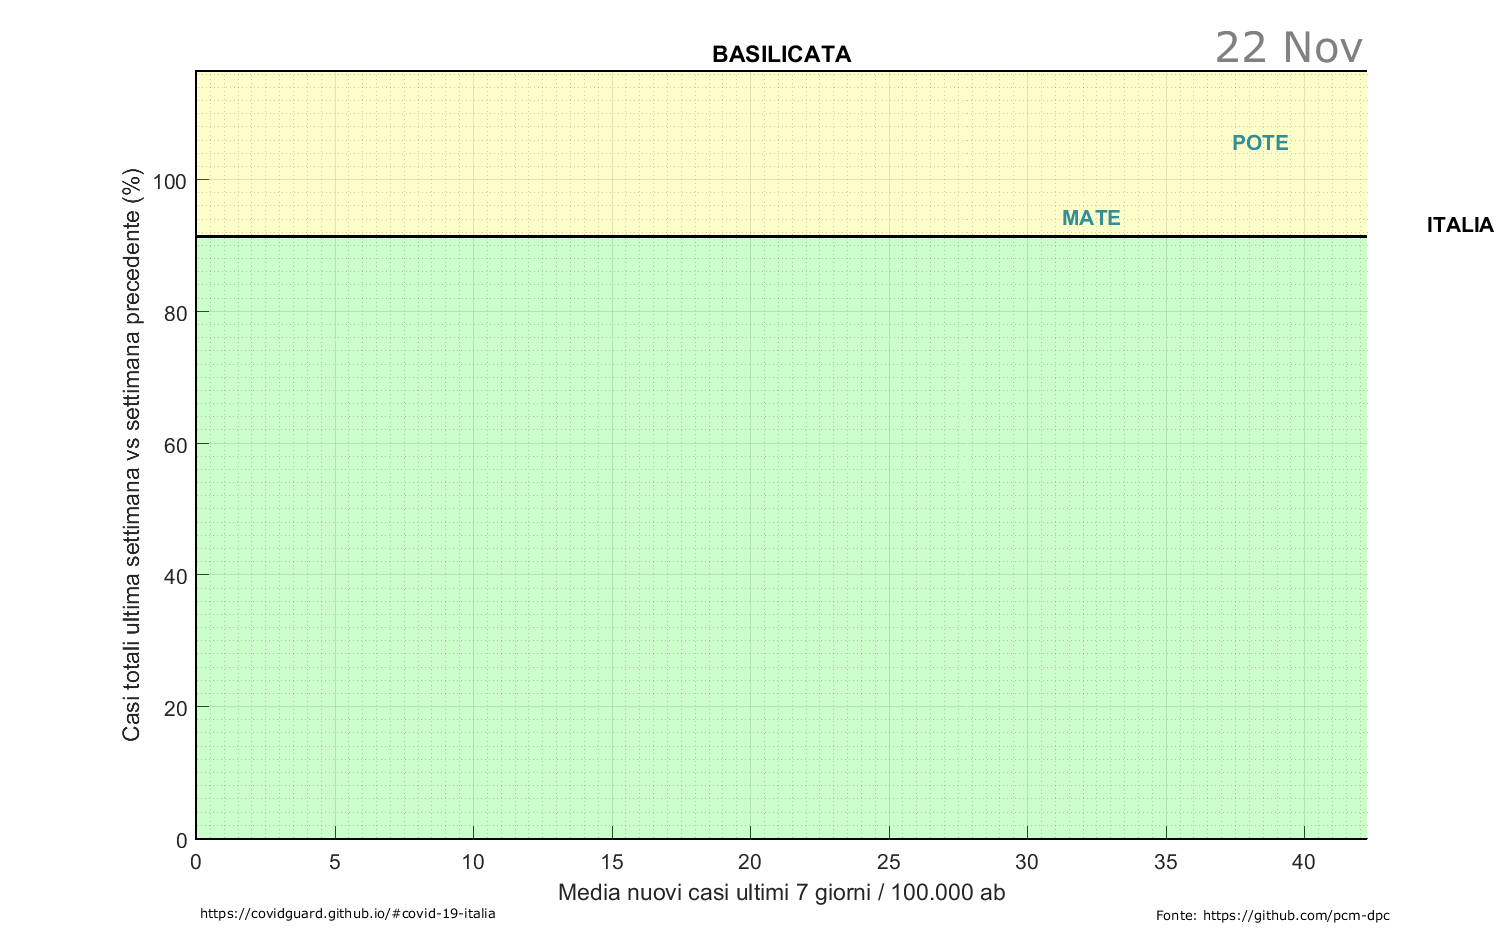 BASILICATA
22 Nov
POTE
MATE
ITALIA
Casi totali ultima settimana vs settimana precedente (%)
100
80
60
40
20
0
0 5 10 15 20 25 30 35 40
Media nuovi casi ultimi 7 giorni / 100.000 ab
https://covidguard.github.io/#covid-19-italia
Fonte: https://github.com/pcm-dpc